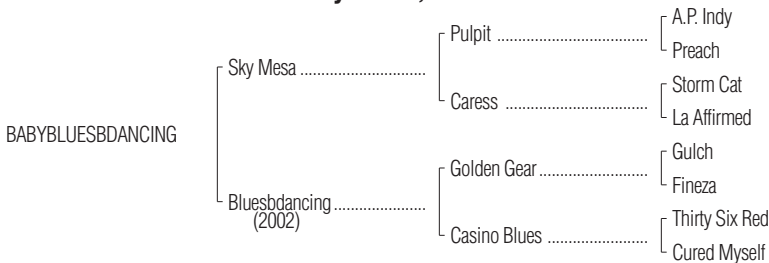 A.P. Indy
Pulpit
Preach
Sky Mesa
Storm Cat
Caress
La Affirmed
BABYBLUESBDANCING
Gulch
Golden Gear
Fineza
Bluesbdancing
(2002)
Thirty Six Red
Casino Blues
Cured Myself